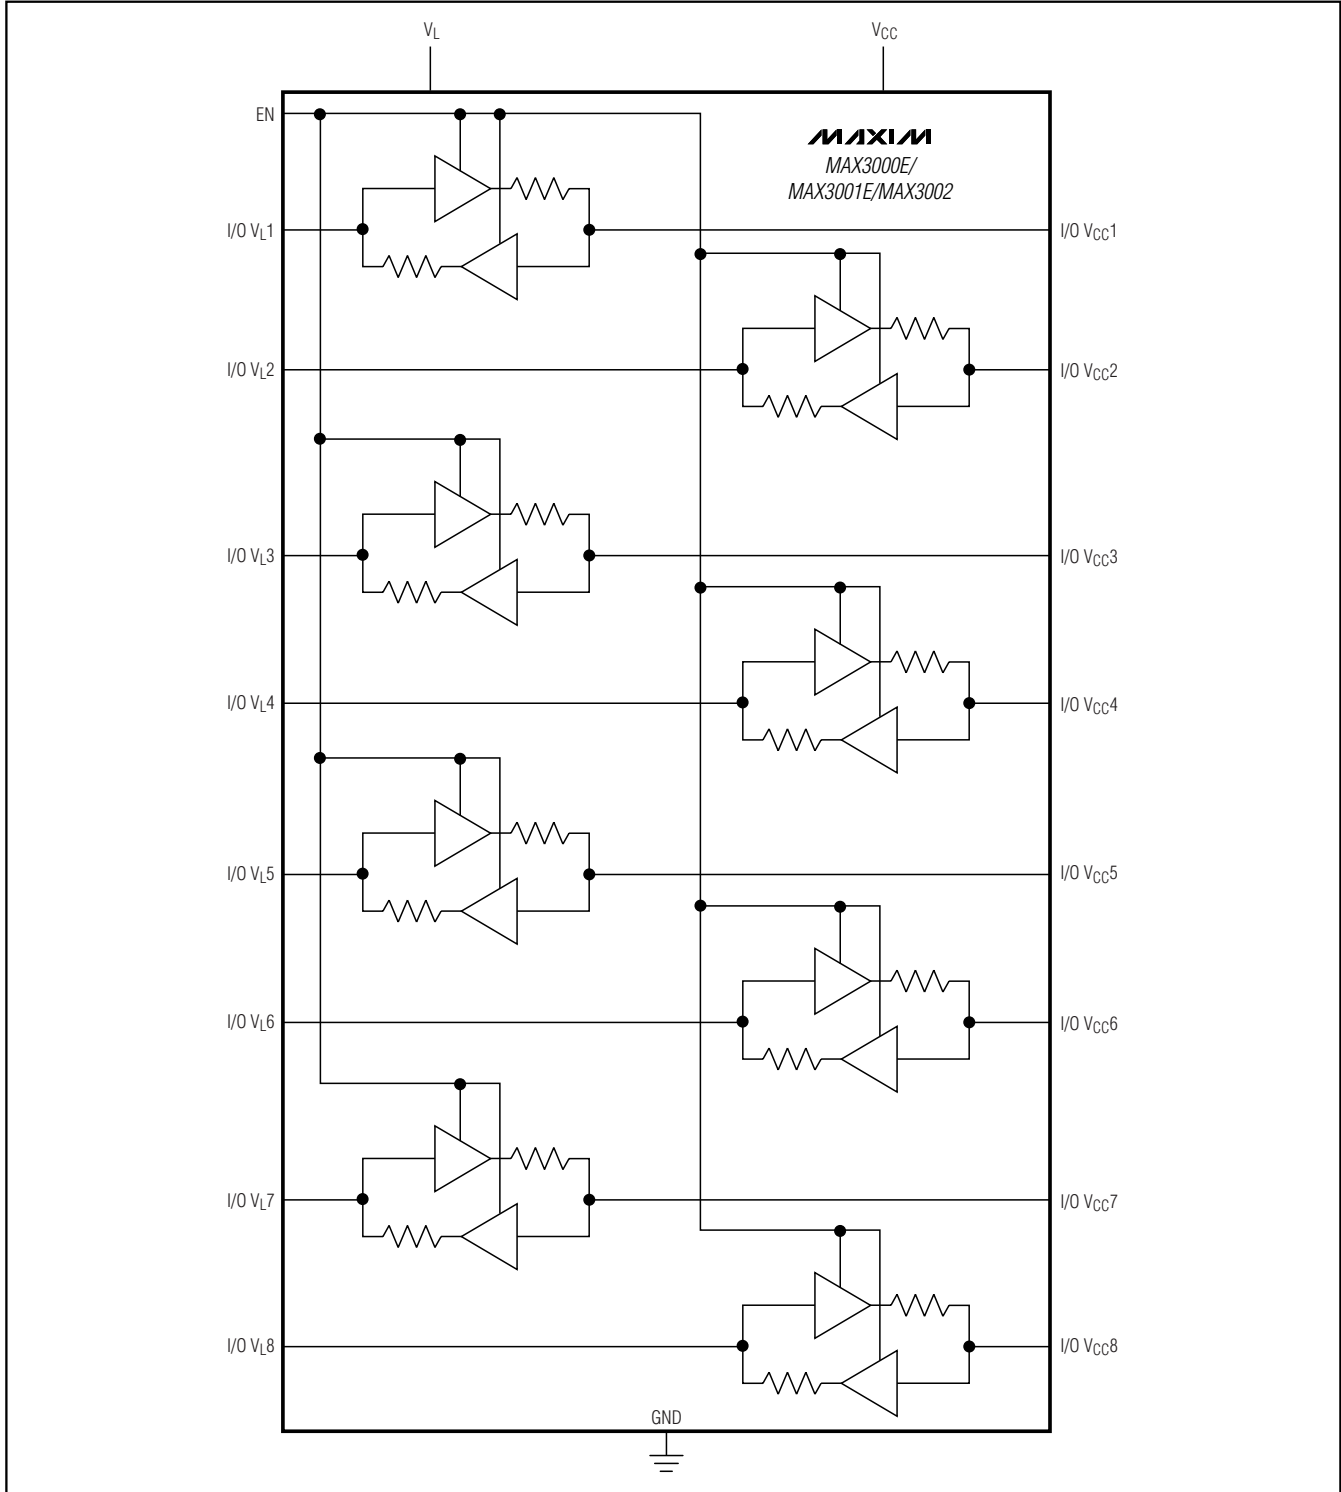 VL
VCC
EN
MAXIM
MAX3000E/
MAX3001E/MAX3002
I/O VL1
I/O VCC1
I/O VL2
I/O VCC2
I/O VL3
I/O VCC3
I/O VL4
I/O VCC4
I/O VL5
I/O VCC5
I/O VL6
I/O VCC6
I/O VL7
I/O VCC7
I/O VL8
I/O VCC8
GND